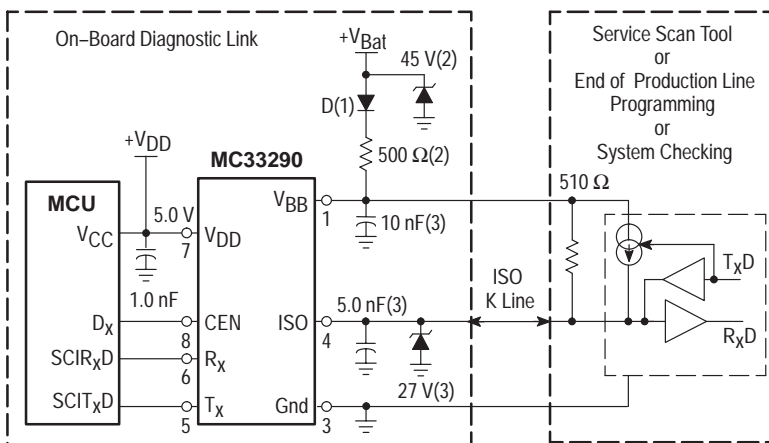 On–Board Diagnostic Link
+VBat
45 V(2)
D(1)
500 Ω(2)
+VDD
MC33290
MCU
5.0 V
VCC
7
VDD
VBB
1
10 nF(3)
1.0 nF
DX
8
CEN
ISO
4
5.0 nF(3)
SCIRXD
6
RX
27 V(3)
SCITXD
5
TX
Gnd
3
ISO
K Line
Service Scan Tool
or
End of Production Line
Programming
or
System Checking
510 Ω
TXD
RXD